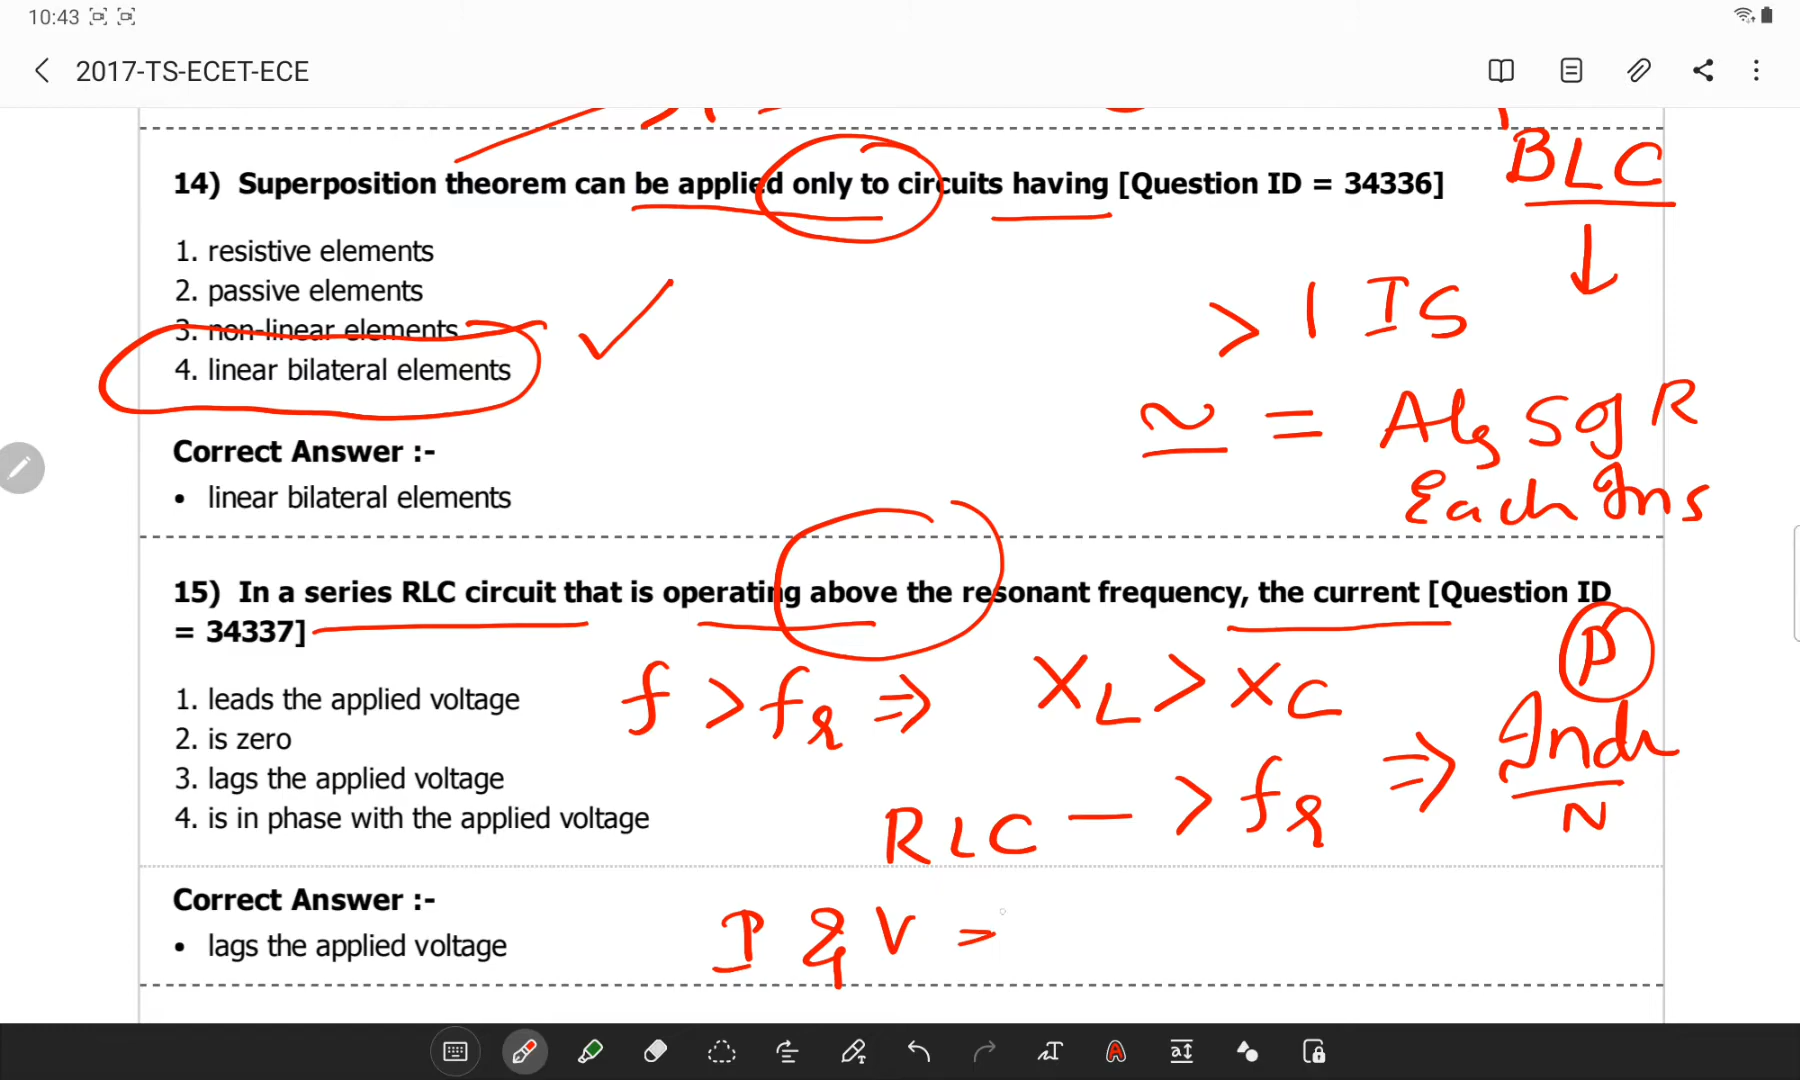 10:43
2017-TS-ECET-ECE
BLC
14) Superposition theorem can be applied only to circuits having [Question ID = 34336]
1. resistive elements
2. passive elements
3. non-linear elements
4. linear bilateral elements
> 1 IS
= Alg S of R
Each Ins
Correct Answer :-
• linear bilateral elements
15) In a series RLC circuit that is operating above the resonant frequency, the current [Question ID
= 34337]
P
1. leads the applied voltage
2. is zero
3. lags the applied voltage
4. is in phase with the applied voltage
f > fr ⇒ XL > XC
RLC — > fr ⇒ Indu
N
Correct Answer :-
• lags the applied voltage
I & V =